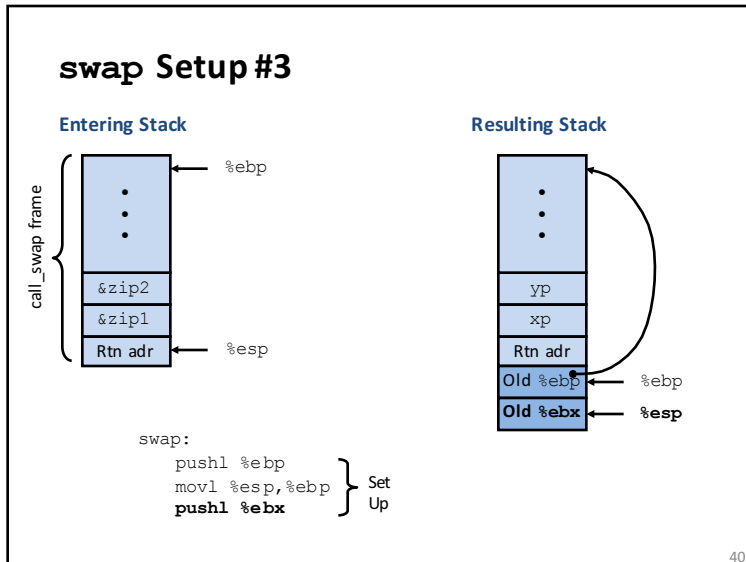 swap Setup #3
Entering Stack
%ebp
call_swap frame
&zip2
&zip1
Rtn adr
%esp
Resulting Stack
yp
xp
Rtn adr
Old %ebp
%ebp
Old %ebx
%esp
swap:
pushl %ebp
movl %esp,%ebp
pushl %ebx
Set
Up
40